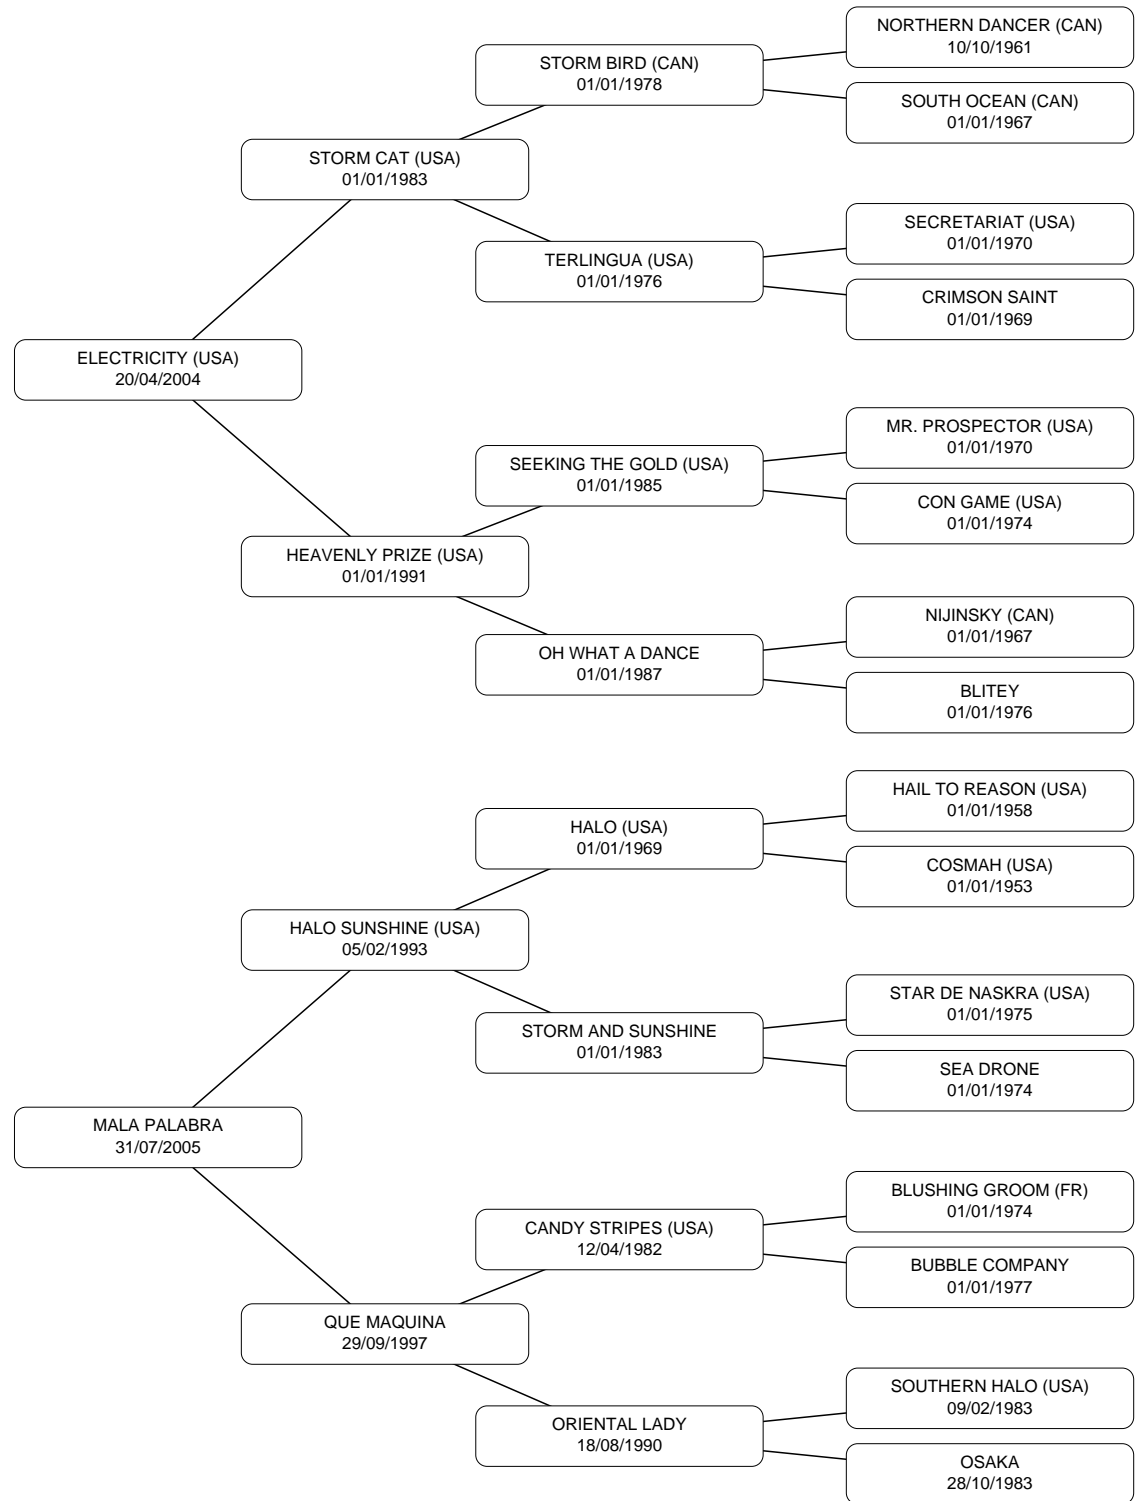 NORTHERN DANCER (CAN)
10/10/1961
STORM BIRD (CAN)
01/01/1978
SOUTH OCEAN (CAN)
01/01/1967
STORM CAT (USA)
01/01/1983
SECRETARIAT (USA)
01/01/1970
TERLINGUA (USA)
01/01/1976
CRIMSON SAINT
01/01/1969
ELECTRICITY (USA)
20/04/2004
MR. PROSPECTOR (USA)
01/01/1970
SEEKING THE GOLD (USA)
01/01/1985
CON GAME (USA)
01/01/1974
HEAVENLY PRIZE (USA)
01/01/1991
NIJINSKY (CAN)
01/01/1967
OH WHAT A DANCE
01/01/1987
BLITEY
01/01/1976
HAIL TO REASON (USA)
01/01/1958
HALO (USA)
01/01/1969
COSMAH (USA)
01/01/1953
HALO SUNSHINE (USA)
05/02/1993
STAR DE NASKRA (USA)
01/01/1975
STORM AND SUNSHINE
01/01/1983
SEA DRONE
01/01/1974
MALA PALABRA
31/07/2005
BLUSHING GROOM (FR)
01/01/1974
CANDY STRIPES (USA)
12/04/1982
BUBBLE COMPANY
01/01/1977
QUE MAQUINA
29/09/1997
SOUTHERN HALO (USA)
09/02/1983
ORIENTAL LADY
18/08/1990
OSAKA
28/10/1983